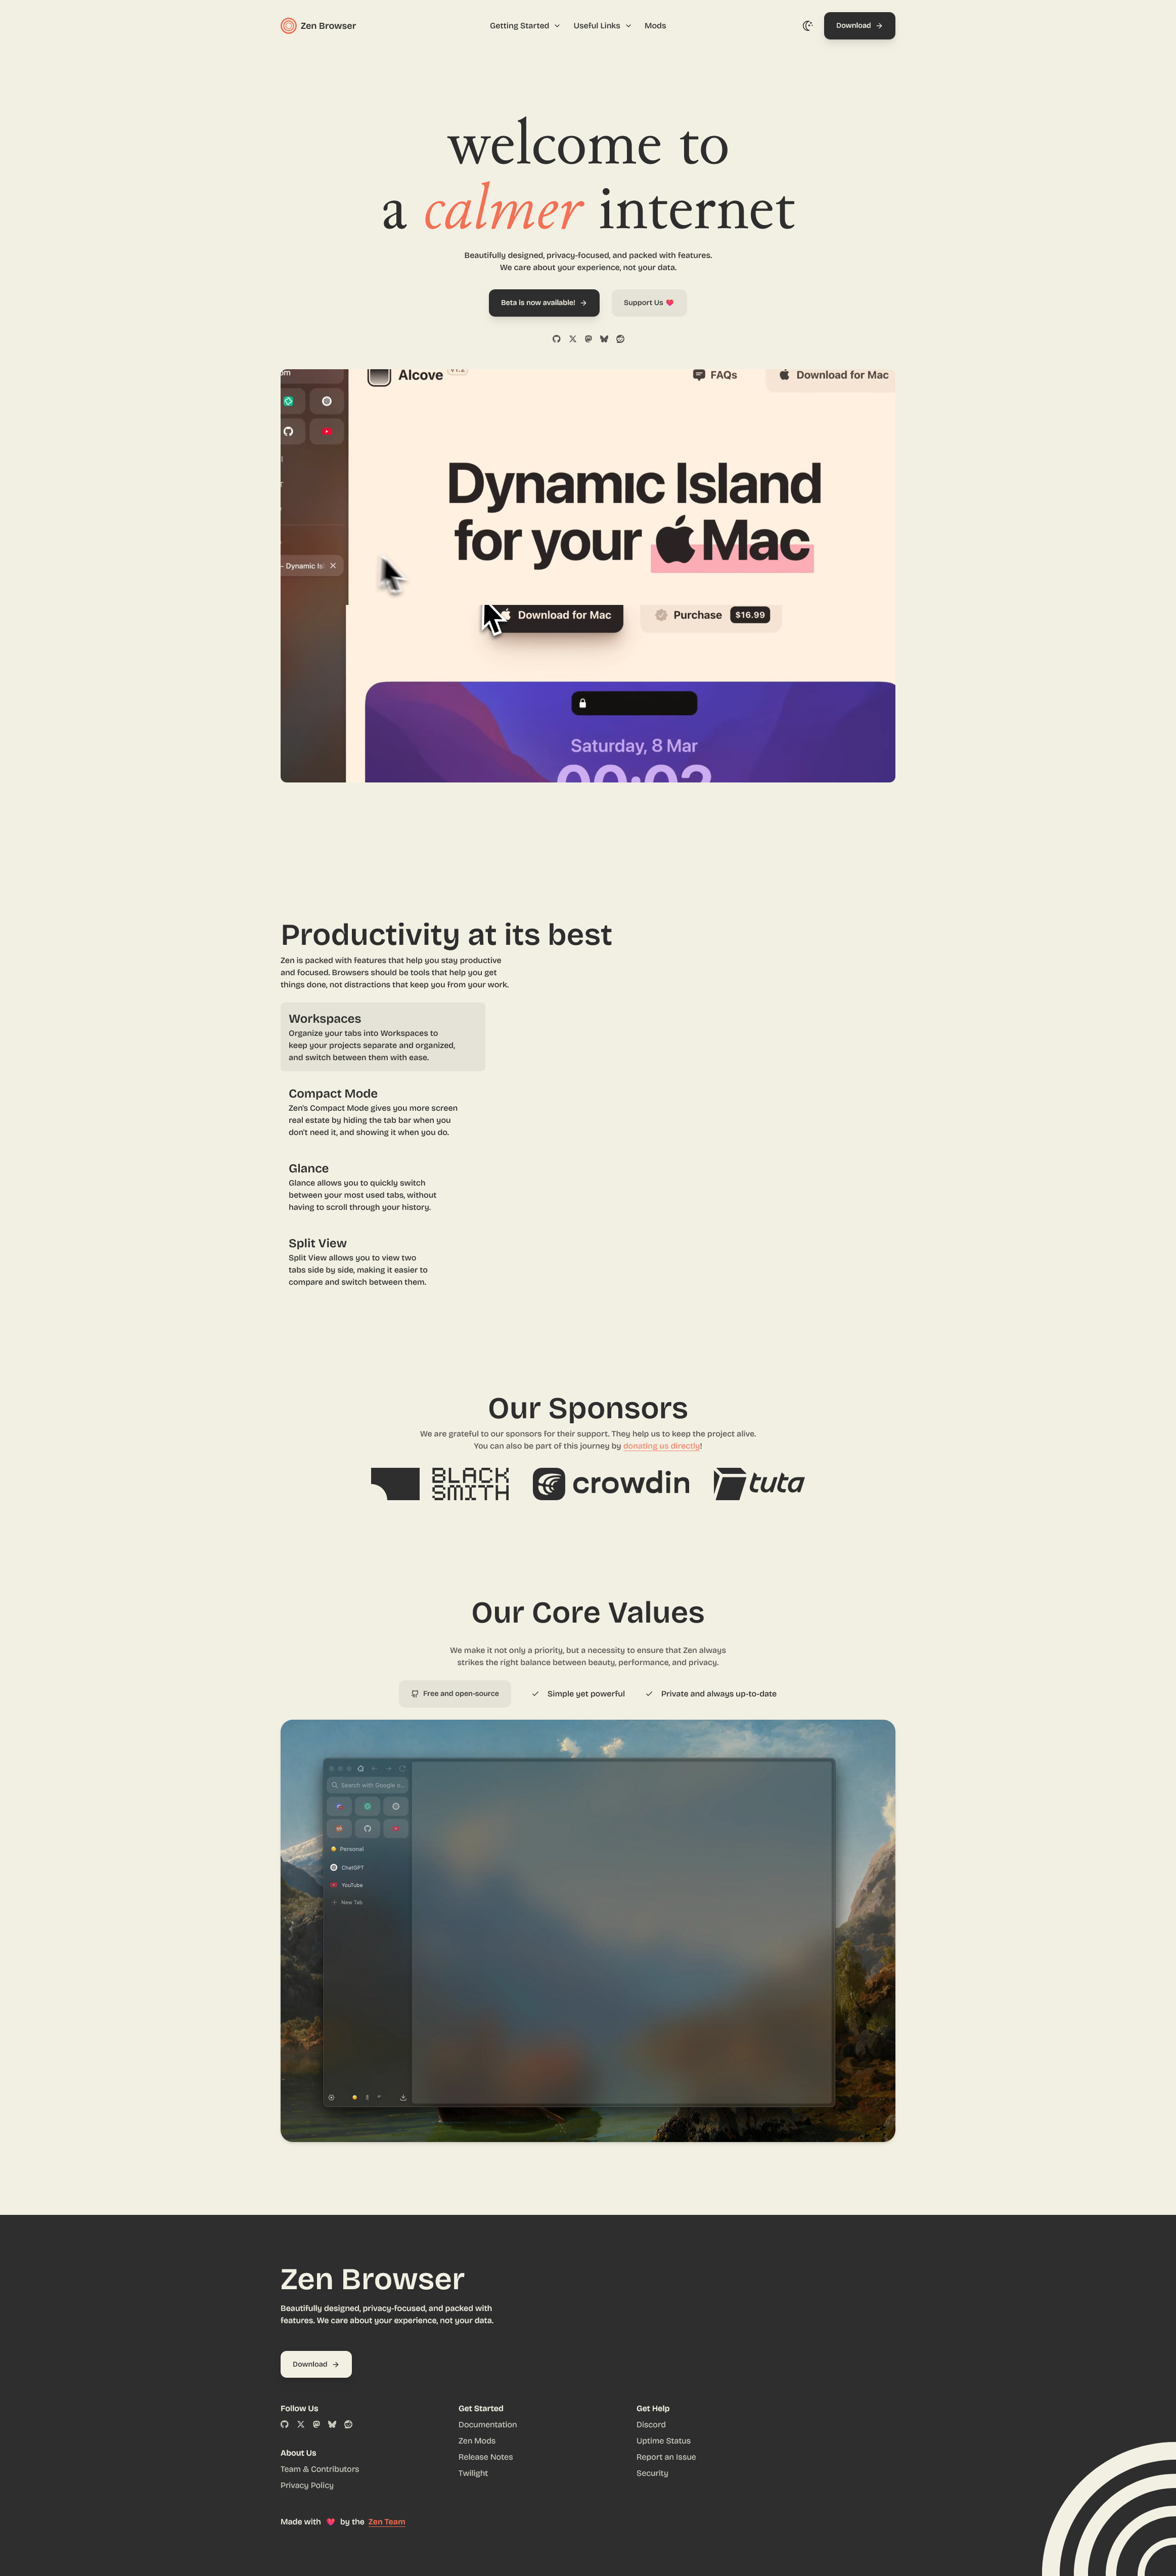 Zen Browser
Getting Started
Useful Links
Mods
Download
welcome to
a calmer internet
Beautifully designed, privacy-focused, and packed with features.
We care about your experience, not your data.
Beta is now available!
Support Us
Alcove
v1.2
FAQs
Download for Mac
Dynamic Island
for your Mac
- Dynamic Isl
Download for Mac
Purchase
$16.99
Saturday, 8 Mar
Productivity at its best
Zen is packed with features that help you stay productive
and focused. Browsers should be tools that help you get
things done, not distractions that keep you from your work.
Workspaces
Organize your tabs into Workspaces to
keep your projects separate and organized,
and switch between them with ease.
Compact Mode
Zen's Compact Mode gives you more screen
real estate by hiding the tab bar when you
don't need it, and showing it when you do.
Glance
Glance allows you to quickly switch
between your most used tabs, without
having to scroll through your history.
Split View
Split View allows you to view two
tabs side by side, making it easier to
compare and switch between them.
Our Sponsors
We are grateful to our sponsors for their support. They help us to keep the project alive.
You can also be part of this journey by donating us directly!
BLACK
SMITH
crowdin
tuta
Our Core Values
We make it not only a priority, but a necessity to ensure that Zen always
strikes the right balance between beauty, performance, and privacy.
Free and open-source
Simple yet powerful
Private and always up-to-date
Search with Google o...
Personal
ChatGPT
YouTube
New Tab
Zen Browser
Beautifully designed, privacy-focused, and packed with
features. We care about your experience, not your data.
Download
Follow Us
About Us
Team & Contributors
Privacy Policy
Get Started
Documentation
Zen Mods
Release Notes
Twilight
Get Help
Discord
Uptime Status
Report an Issue
Security
Made with ❤️ by the Zen Team